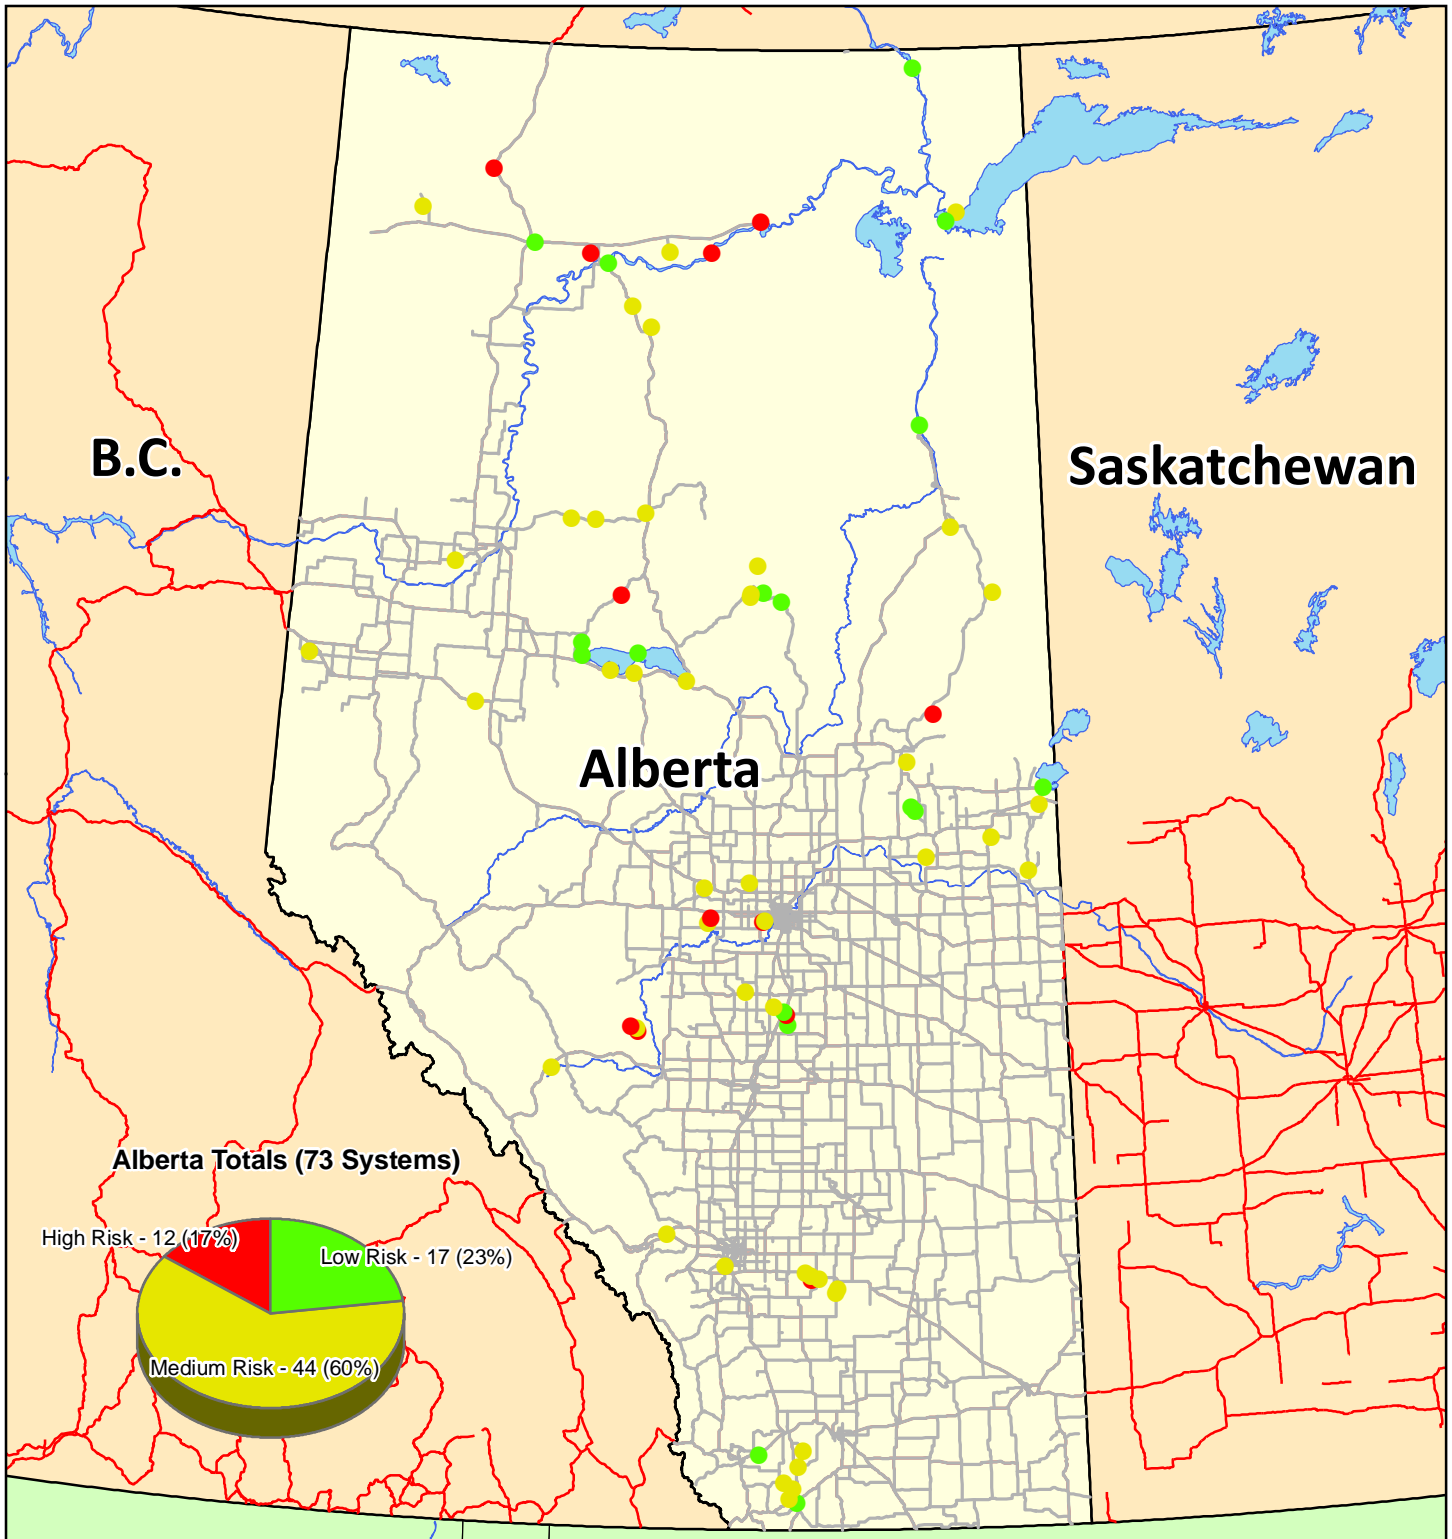 B.C.
Saskatchewan
Alberta
Alberta Totals (73 Systems)
High Risk - 12 (17%)
Low Risk - 17 (23%)
Medium Risk - 44 (60%)